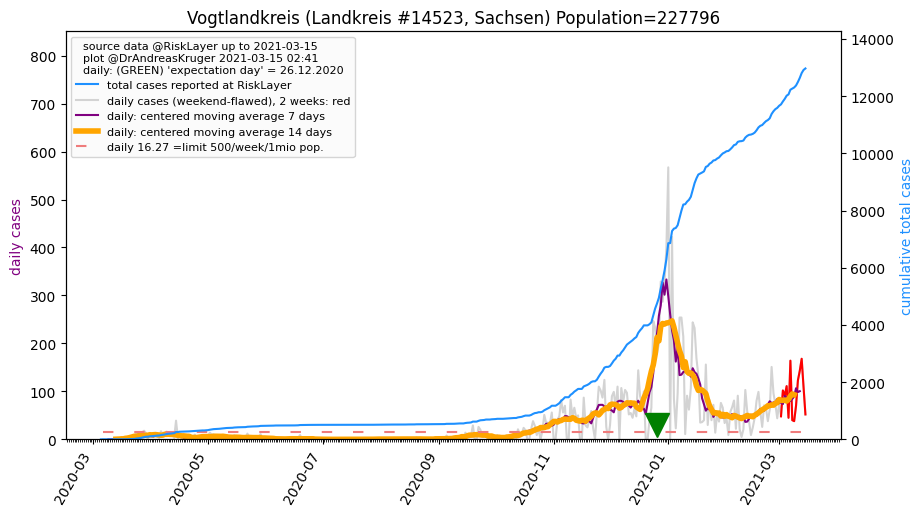 Vogtlandkreis (Landkreis #14523, Sachsen) Population=227796
source data @RiskLayer up to 2021-03-15
plot @DrAndreasKruger 2021-03-15 02:41
daily: (GREEN) 'expectation day' = 26.12.2020
total cases reported at RiskLayer
daily cases (weekend-flawed), 2 weeks: red
daily: centered moving average 7 days
daily: centered moving average 14 days
daily 16.27 =limit 500/week/1mio pop.
daily cases
800
700
600
500
400
300
200
100
0
14000
12000
10000
8000
6000
4000
2000
0
cumulative total cases
2020-03
2020-05
2020-07
2020-09
2020-11
2021-01
2021-03